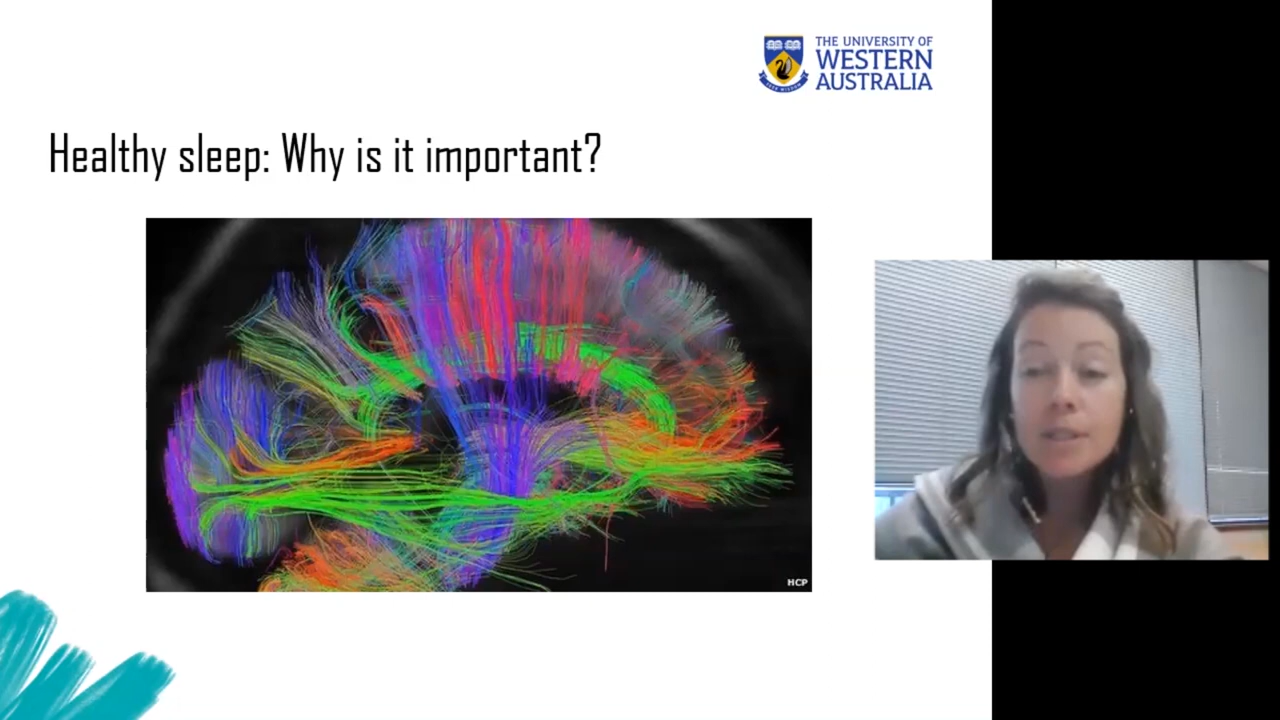 THE UNIVERSITY OF
WESTERN
AUSTRALIA
Healthy sleep: Why is it important?
HCP